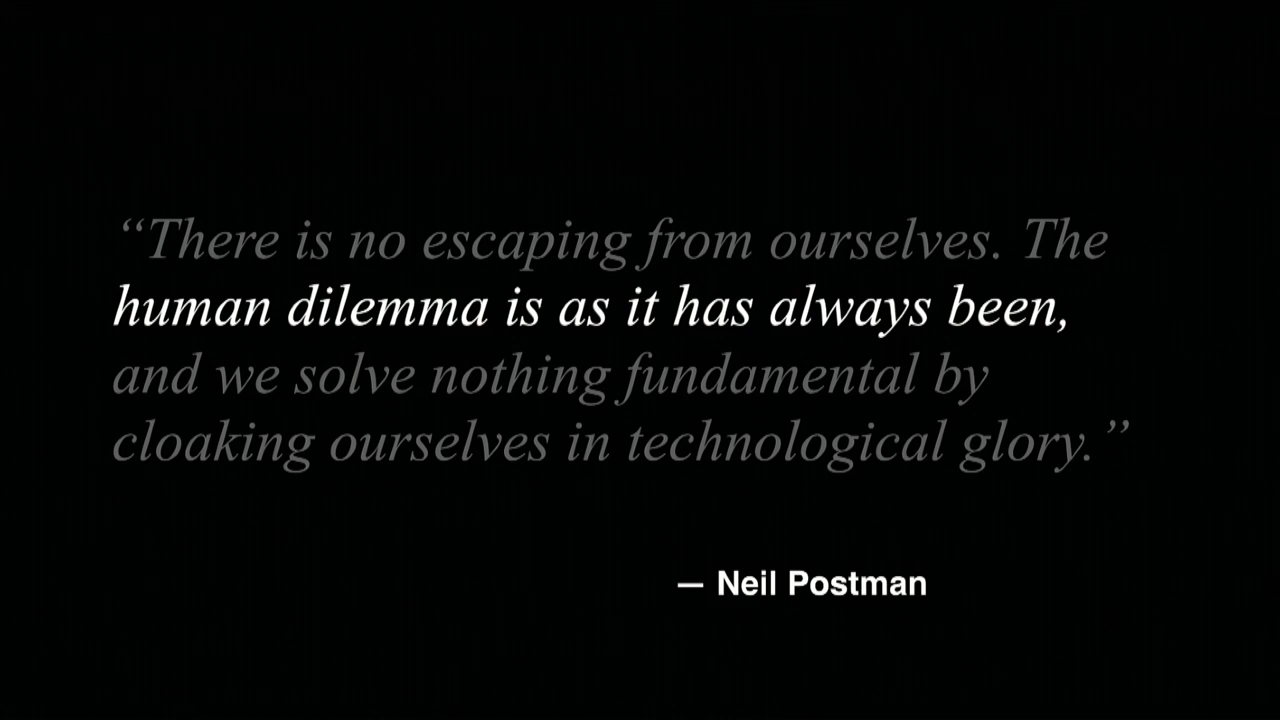 “There is no escaping from ourselves. The
human dilemma is as it has always been,
and we solve nothing fundamental by
cloaking ourselves in technological glory.”
— Neil Postman